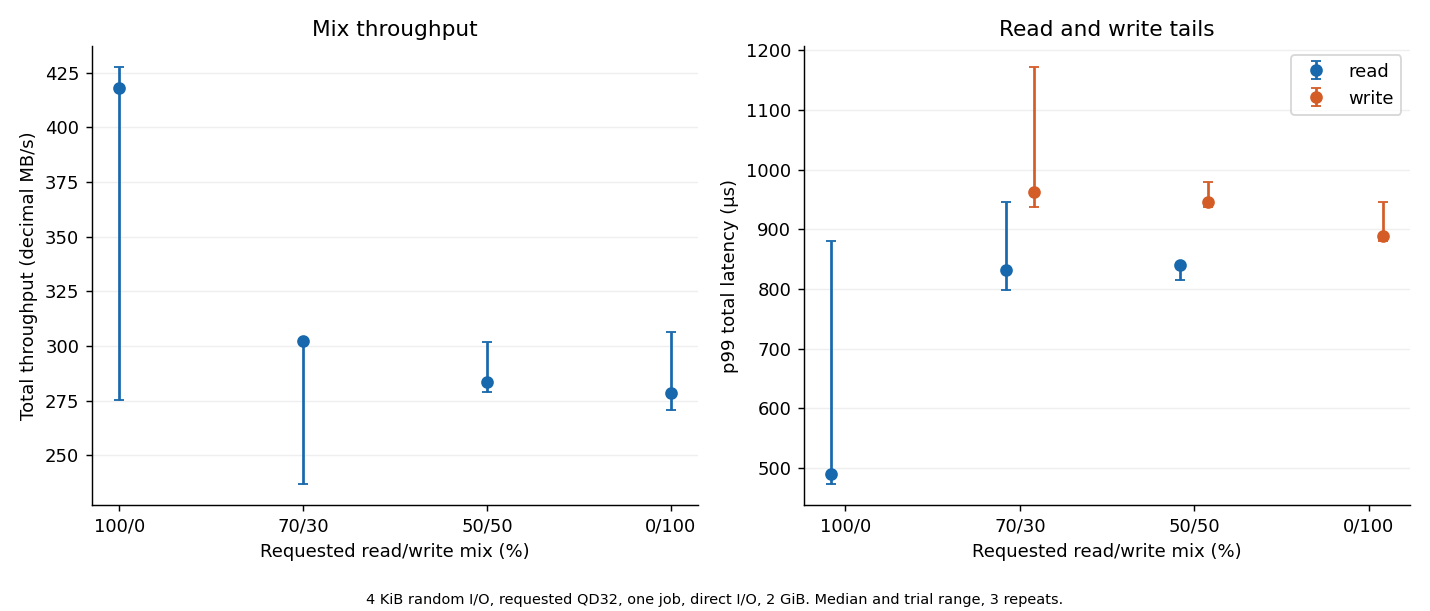 Mix throughput
Total throughput (decimal MB/s)
425
400
375
350
325
300
275
250
100/0
70/30
50/50
0/100
Requested read/write mix (%)
Read and write tails
p99 total latency (µs)
1200
1100
1000
900
800
700
600
500
read
write
100/0
70/30
50/50
0/100
Requested read/write mix (%)
4 KiB random I/O, requested QD32, one job, direct I/O, 2 GiB. Median and trial range, 3 repeats.